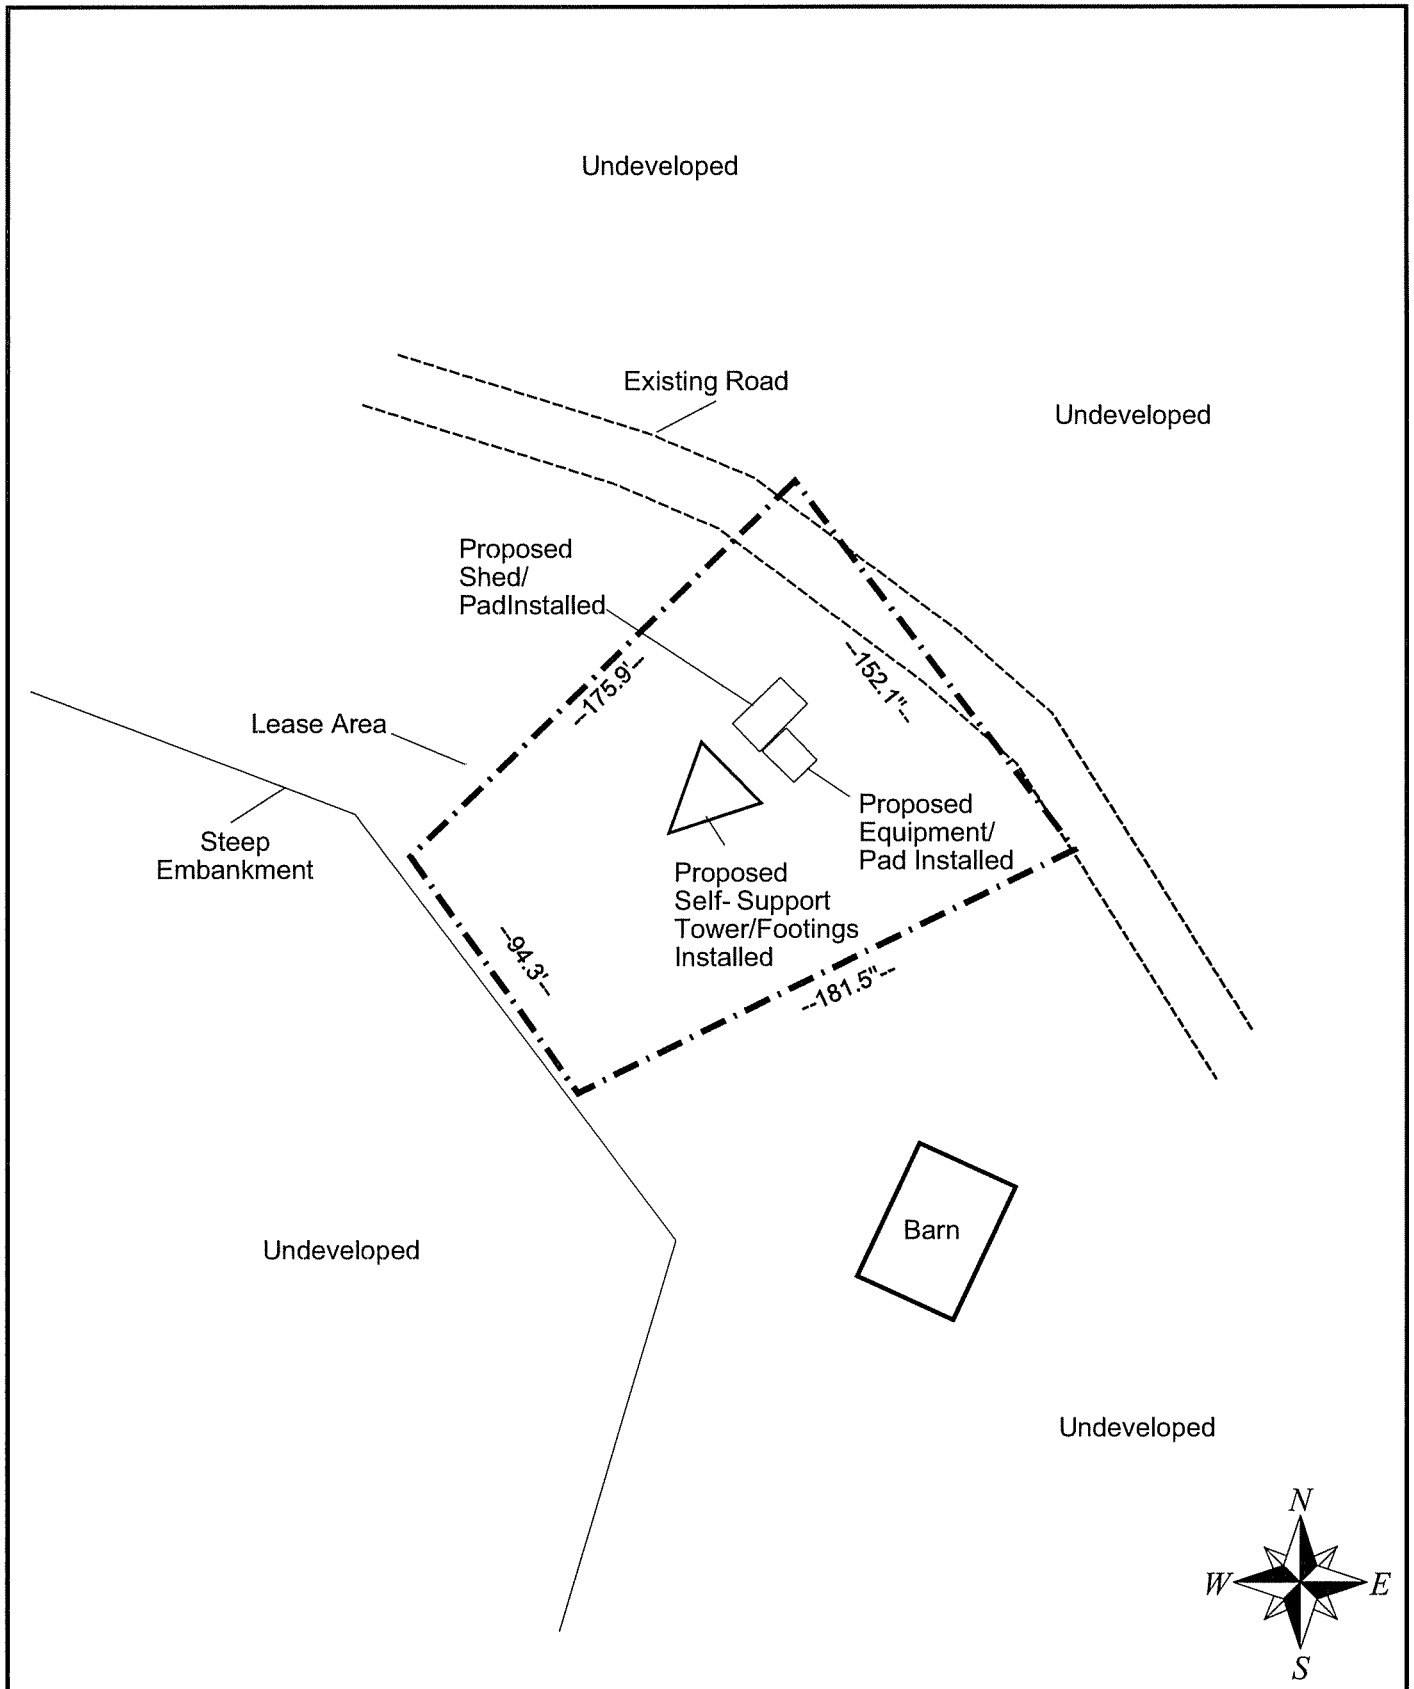 Undeveloped
Existing Road
Undeveloped
Proposed
Shed/
PadInstalled
--175.9'--
--152.1"--
Lease Area
Steep
Embankment
Proposed
Equipment/
Pad Installed
Proposed
Self- Support
Tower/Footings
Installed
--94.3'--
--181.5"--
Barn
Undeveloped
Undeveloped
N
W
E
S